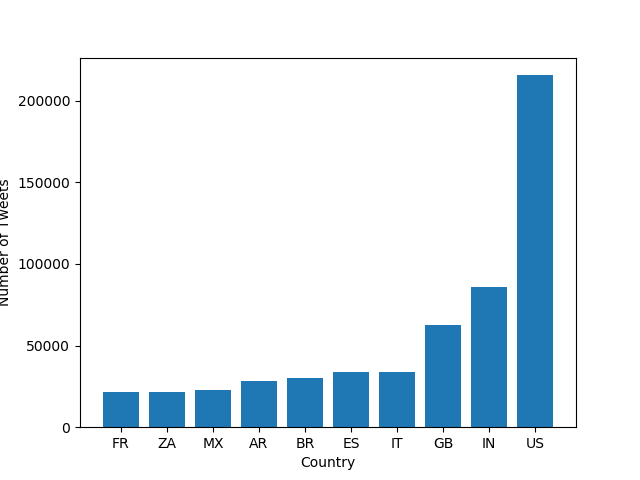 200000
150000
100000
50000
0
Number of Tweets
FR ZA MX AR BR ES IT GB IN US
Country